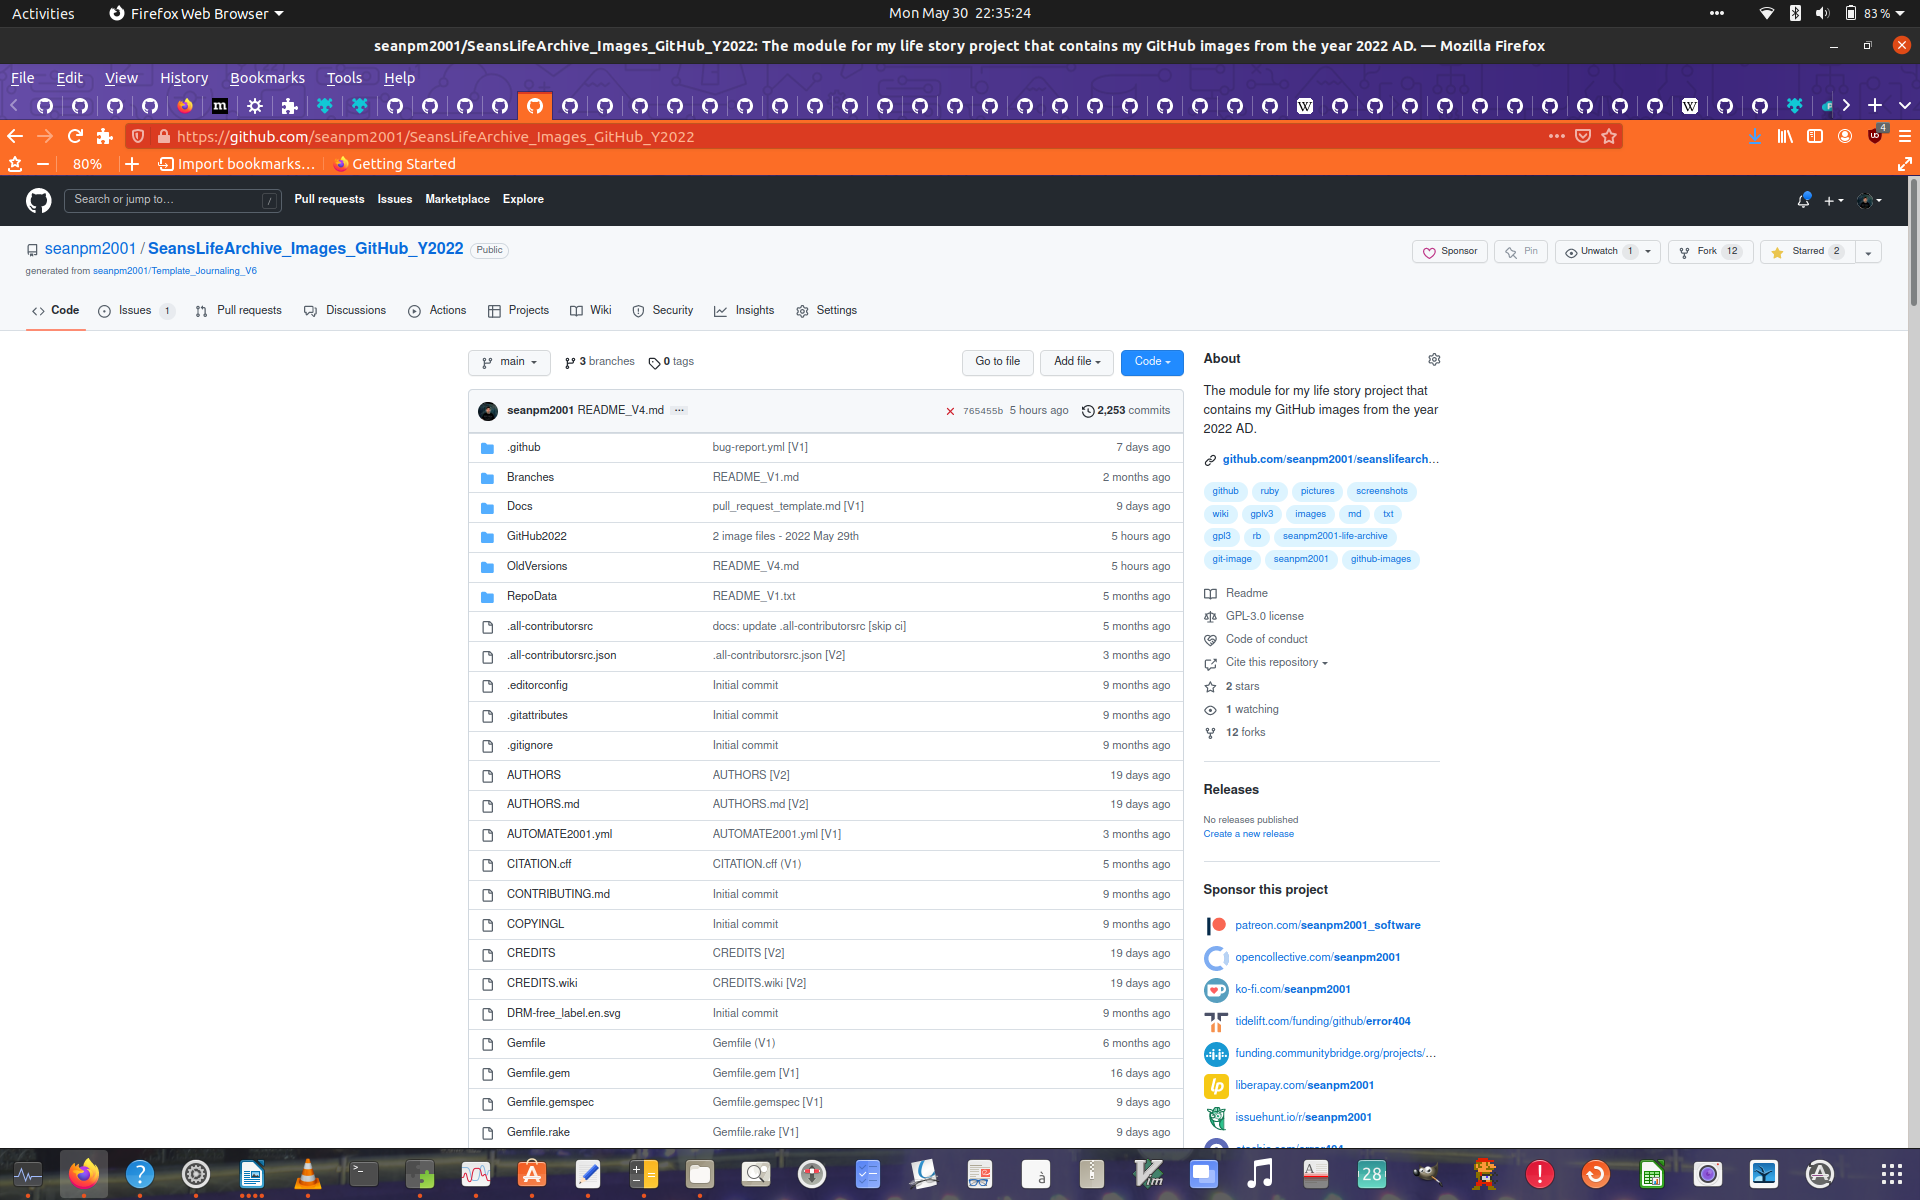 Activities Firefox Web Browser Mon May 30 22:35:24 83 %
seanpm2001/SeansLifeArchive_Images_GitHub_Y2022: The module for my life story project that contains my GitHub images from the year 2022 AD. — Mozilla Firefox
File Edit View History Bookmarks Tools Help
https://github.com/seanpm2001/SeansLifeArchive_Images_GitHub_Y2022 4
80% Import bookmarks… Getting Started
Search or jump to… / Pull requests Issues Marketplace Explore
seanpm2001 / SeansLifeArchive_Images_GitHub_Y2022 Public Sponsor Pin Unwatch 1 Fork 12 Starred 2
generated from seanpm2001/Template_Journaling_V6
Code Issues 1 Pull requests Discussions Actions Projects Wiki Security Insights Settings
main 3 branches 0 tags Go to file Add file Code
seanpm2001 README_V4.md ... 765455b 5 hours ago 2,253 commits
.github bug-report.yml [V1] 7 days ago
Branches README_V1.md 2 months ago
Docs pull_request_template.md [V1] 9 days ago
GitHub2022 2 image files - 2022 May 29th 5 hours ago
OldVersions README_V4.md 5 hours ago
RepoData README_V1.txt 5 months ago
.all-contributorsrc docs: update .all-contributorsrc [skip ci] 5 months ago
.all-contributorsrc.json .all-contributorsrc.json [V2] 3 months ago
.editorconfig Initial commit 9 months ago
.gitattributes Initial commit 9 months ago
.gitignore Initial commit 9 months ago
AUTHORS AUTHORS [V2] 19 days ago
AUTHORS.md AUTHORS.md [V2] 19 days ago
AUTOMATE2001.yml AUTOMATE2001.yml [V1] 3 months ago
CITATION.cff CITATION.cff (V1) 5 months ago
CONTRIBUTING.md Initial commit 9 months ago
COPYINGL Initial commit 9 months ago
CREDITS CREDITS [V2] 19 days ago
CREDITS.wiki CREDITS.wiki [V2] 19 days ago
DRM-free_label.en.svg Initial commit 9 months ago
Gemfile Gemfile (V1) 6 months ago
Gemfile.gem Gemfile.gem [V1] 16 days ago
Gemfile.gemspec Gemfile.gemspec [V1] 9 days ago
Gemfile.rake Gemfile.rake [V1] 9 days ago
About
The module for my life story project that
contains my GitHub images from the year
2022 AD.
github.com/seanpm2001/seanslifearch...
github ruby pictures screenshots
wiki gplv3 images md txt
gpl3 rb seanpm2001-life-archive
git-image seanpm2001 github-images
Readme
GPL-3.0 license
Code of conduct
Cite this repository
2 stars
1 watching
12 forks
Releases
No releases published
Create a new release
Sponsor this project
patreon.com/seanpm2001_software
opencollective.com/seanpm2001
ko-fi.com/seanpm2001
tidelift.com/funding/github/error404
funding.communitybridge.org/projects/...
liberapay.com/seanpm2001
issuehunt.io/r/seanpm2001
28